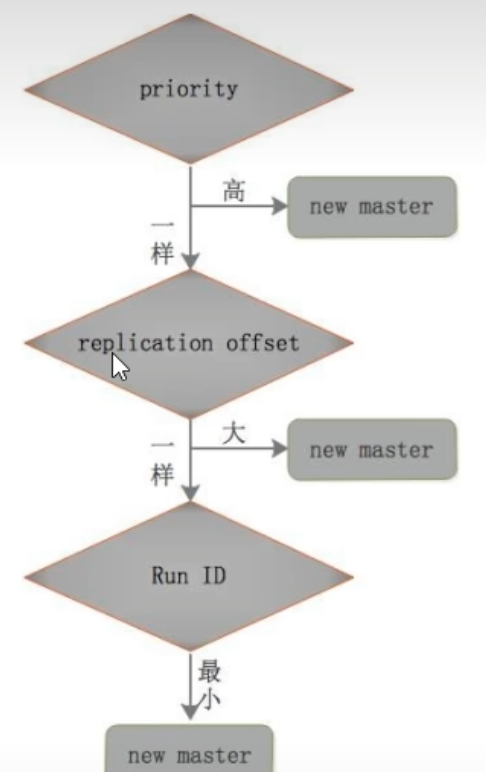 priority
高
new master
一样
replication offset
大
new master
一样
Run ID
最小
new master